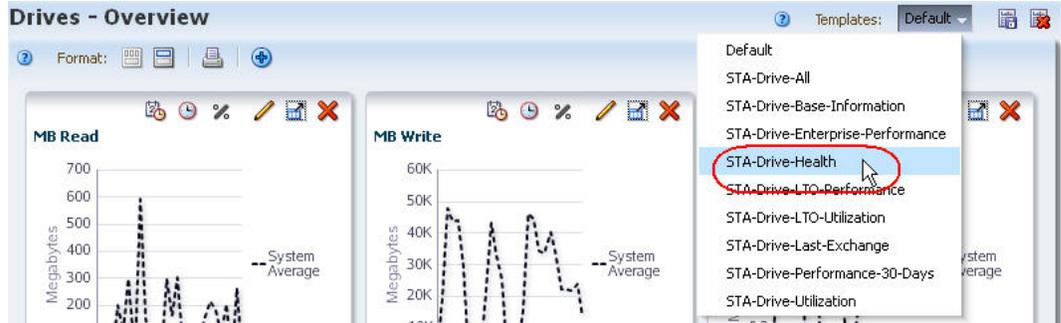 Drives - Overview
Templates: Default
Format:
Default
STA-Drive-All
STA-Drive-Base-Information
STA-Drive-Enterprise-Performance
STA-Drive-Health
STA-Drive-LTO-Performance
STA-Drive-LTO-Utilization
STA-Drive-Last-Exchange
STA-Drive-Performance-30-Days
STA-Drive-Utilization
MB Read
700
600
500
400
300
200
Megabytes
System
Average
MB Write
60K
50K
40K
30K
20K
Megabytes
System
Average
ystem
verage